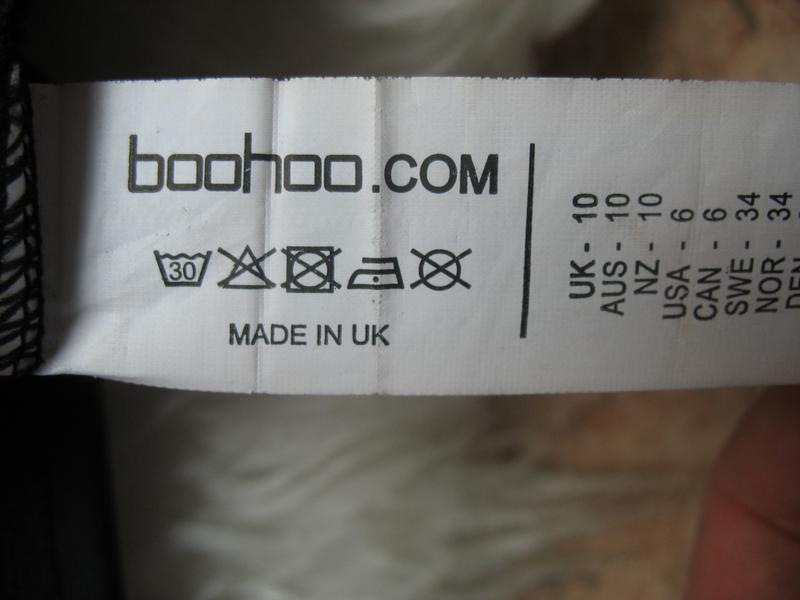 boohoo.COM
30
MADE IN UK
UK - 10
AUS - 10
NZ - 10
USA - 6
CAN - 6
SWE - 34
NOR - 34
DEN